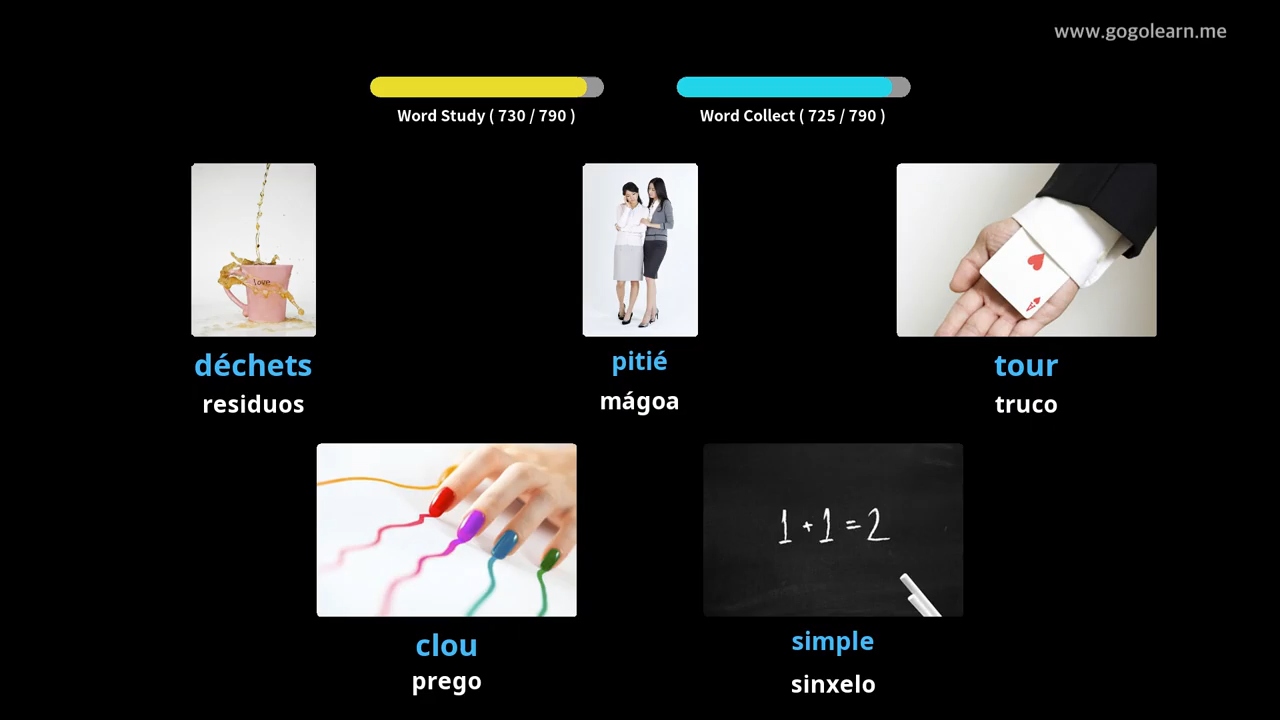 www.gogolearn.me
Word Study ( 730 / 790 )
Word Collect ( 725 / 790 )
love
déchets
residuos
pitié
mágoa
A
tour
truco
1 + 1 = 2
clou
prego
simple
sinxelo